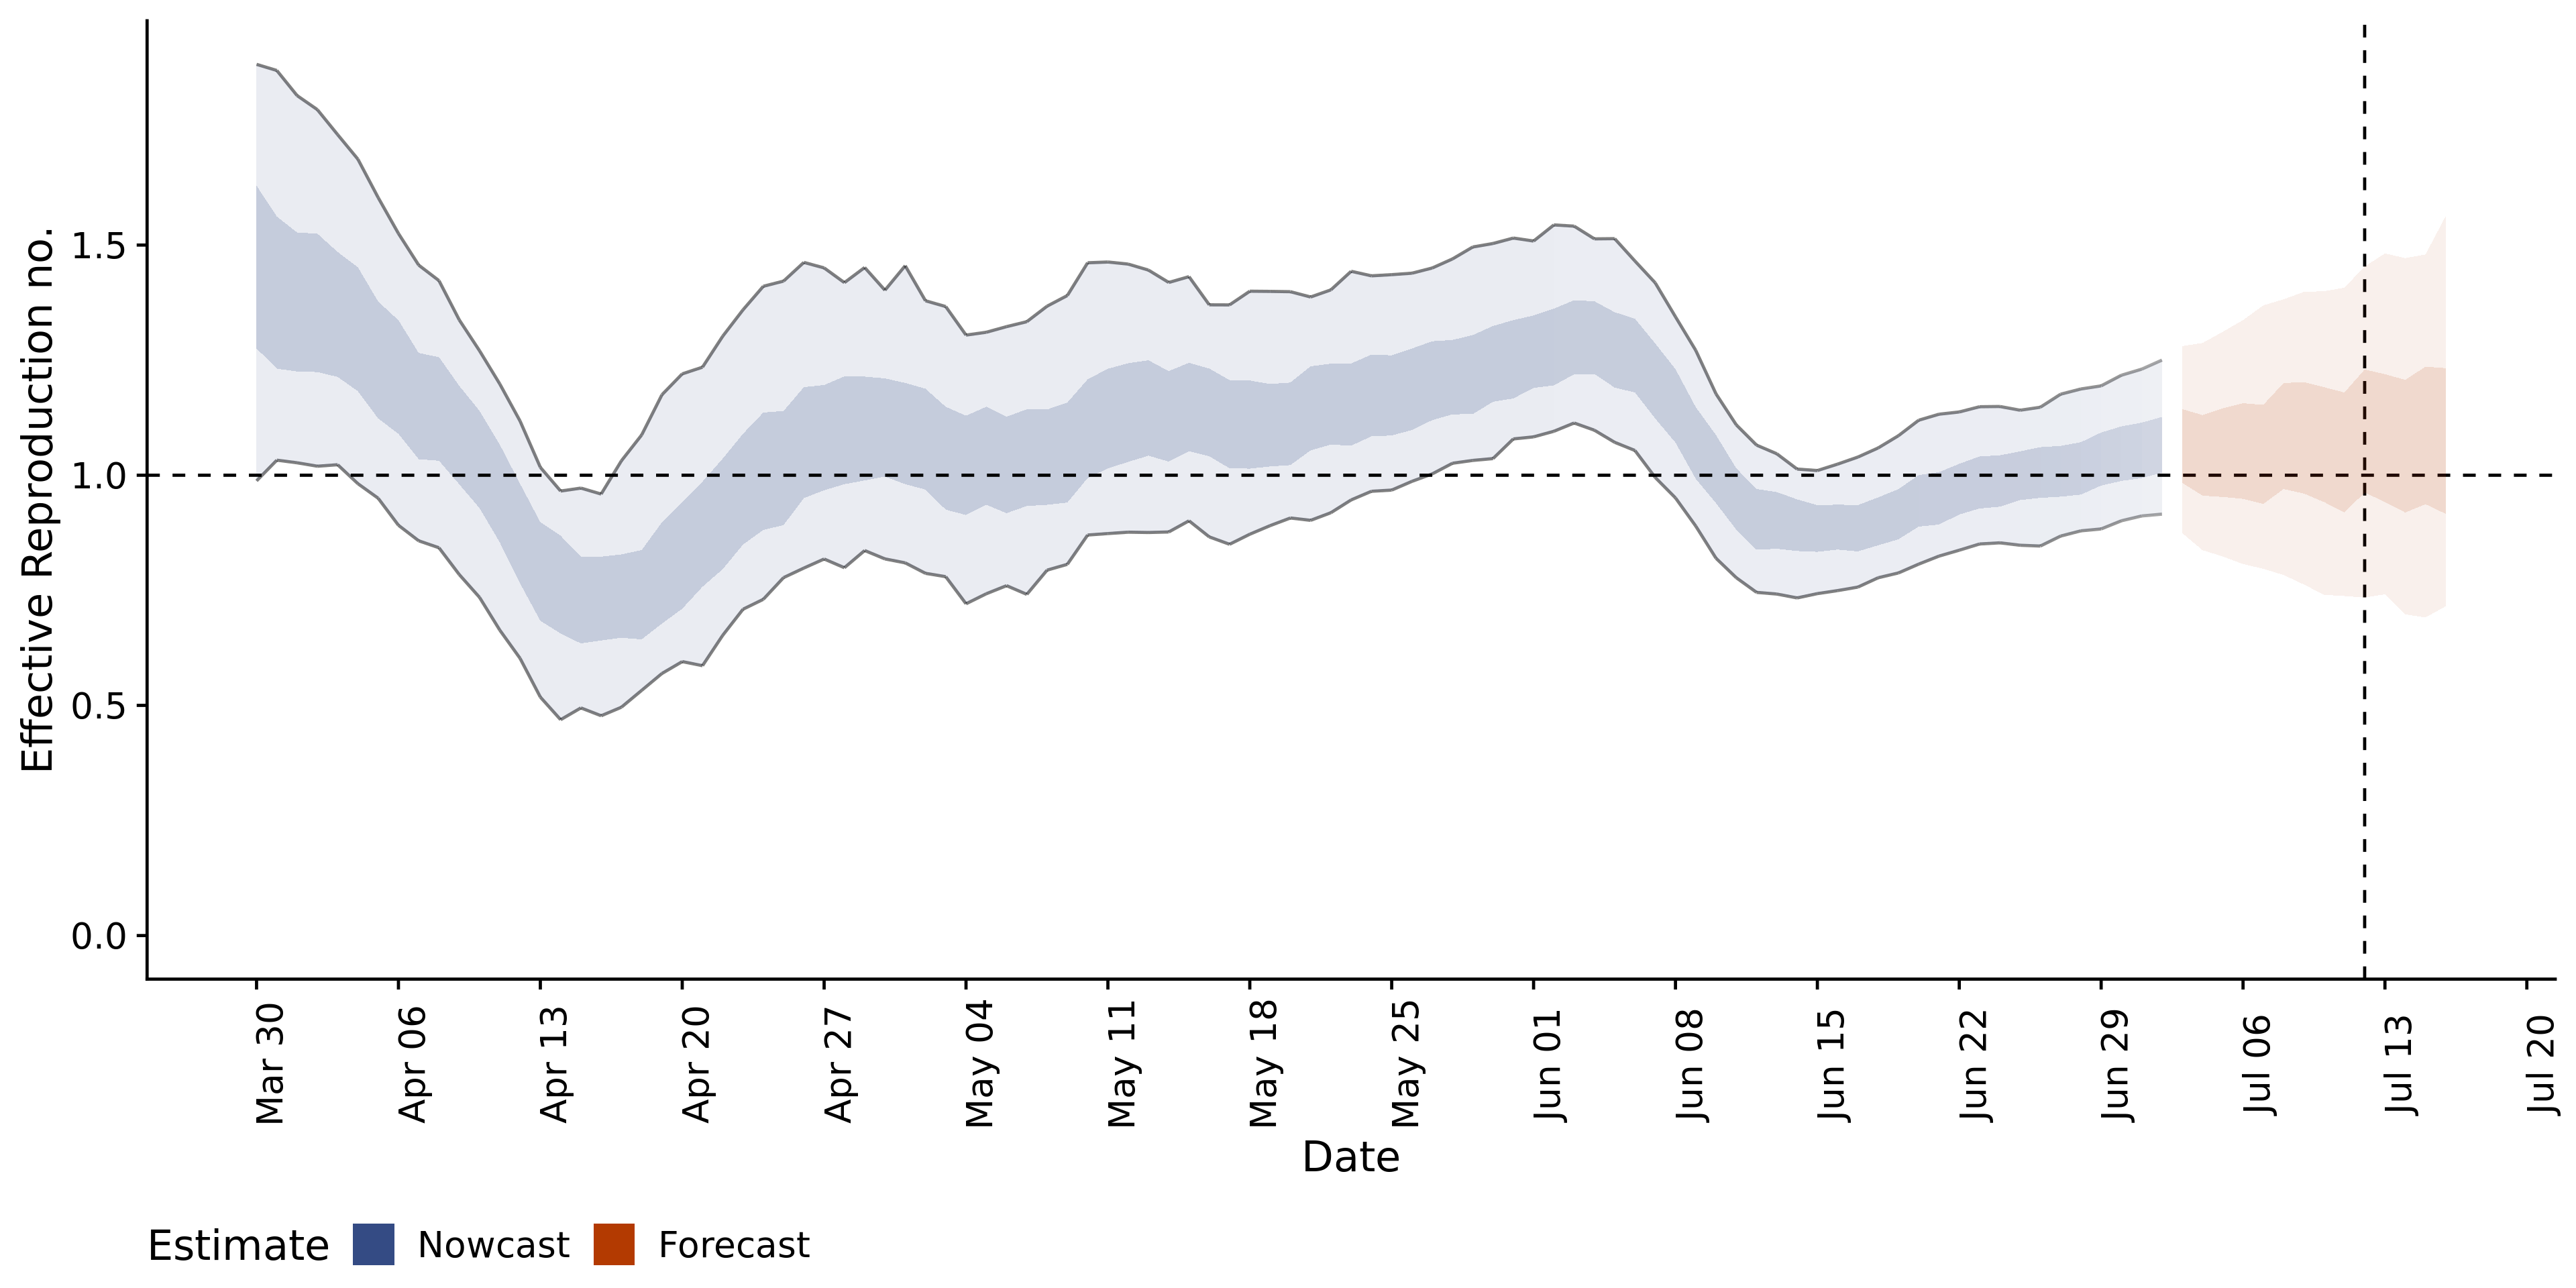 Effective Reproduction no.
1.5
1.0
0.5
0.0
Mar 30
Apr 06
Apr 13
Apr 20
Apr 27
May 04
May 11
May 18
May 25
Jun 01
Jun 08
Jun 15
Jun 22
Jun 29
Jul 06
Jul 13
Jul 20
Date
Estimate Nowcast Forecast